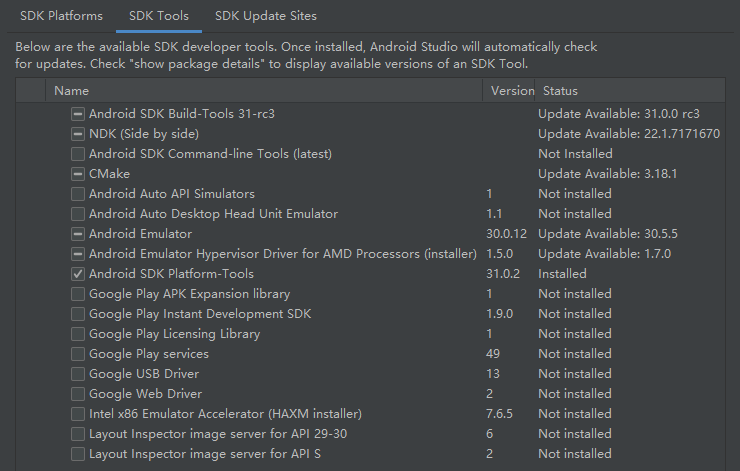 SDK Platforms SDK Tools SDK Update Sites
Below are the available SDK developer tools. Once installed, Android Studio will automatically check
for updates. Check "show package details" to display available versions of an SDK Tool.
Name Version Status
Android SDK Build-Tools 31-rc3 Update Available: 31.0.0 rc3
NDK (Side by side) Update Available: 22.1.7171670
Android SDK Command-line Tools (latest) Not Installed
CMake Update Available: 3.18.1
Android Auto API Simulators 1 Not installed
Android Auto Desktop Head Unit Emulator 1.1 Not installed
Android Emulator 30.0.12 Update Available: 30.5.5
Android Emulator Hypervisor Driver for AMD Processors (installer) 1.5.0 Update Available: 1.7.0
Android SDK Platform-Tools 31.0.2 Installed
Google Play APK Expansion library 1 Not installed
Google Play Instant Development SDK 1.9.0 Not installed
Google Play Licensing Library 1 Not installed
Google Play services 49 Not installed
Google USB Driver 13 Not installed
Google Web Driver 2 Not installed
Intel x86 Emulator Accelerator (HAXM installer) 7.6.5 Not installed
Layout Inspector image server for API 29-30 6 Not installed
Layout Inspector image server for API S 2 Not installed